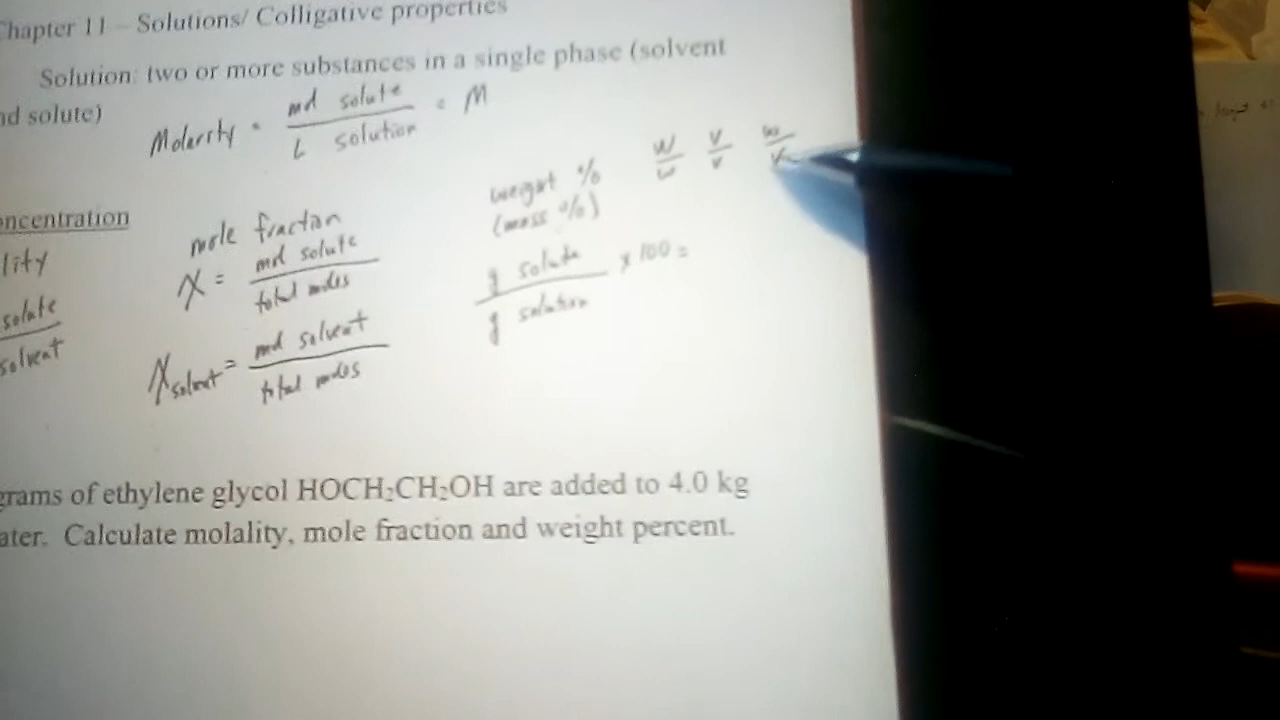 Chapter 11 – Solutions/ Colligative properties
Solution: two or more substances in a single phase (solvent
nd solute)
Molarity = mol solute / L solution = M
oncentration
lity
solute
solvent
mole fraction
X = mol solute / total moles
Xsolvent = mol solvent / total moles
weight %
(mass %)
g solute / g solution x 100 =
W/W V/V W/V
grams of ethylene glycol HOCH₂CH₂OH are added to 4.0 kg
ater. Calculate molality, mole fraction and weight percent.